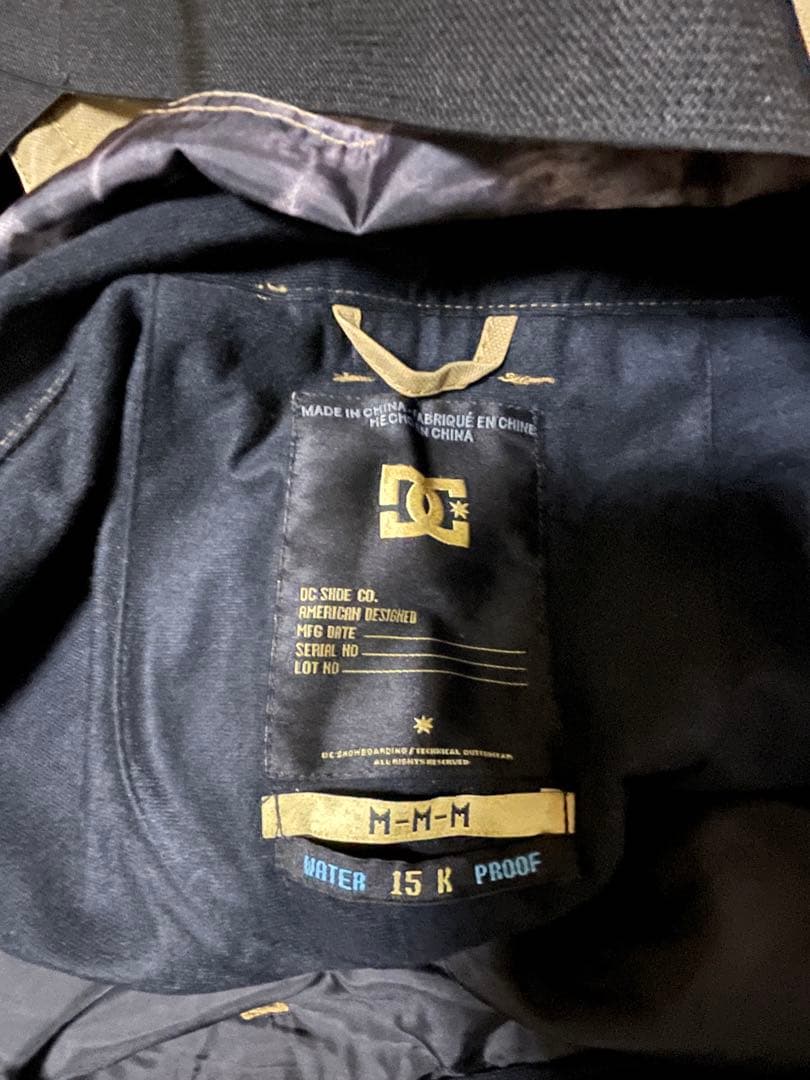 MADE IN CHINA-FABRIQUÉ EN CHINE
HECHO IN CHINA
DC
DC SHOE CO.
AMERICAN DESIGNED
MFG DATE
SERIAL NO
LOT NO
DC SNOWBOARDING / TECHNICAL OUTERWEAR
ALL RIGHTS RESERVED
M-M-M
WATER 15 K PROOF